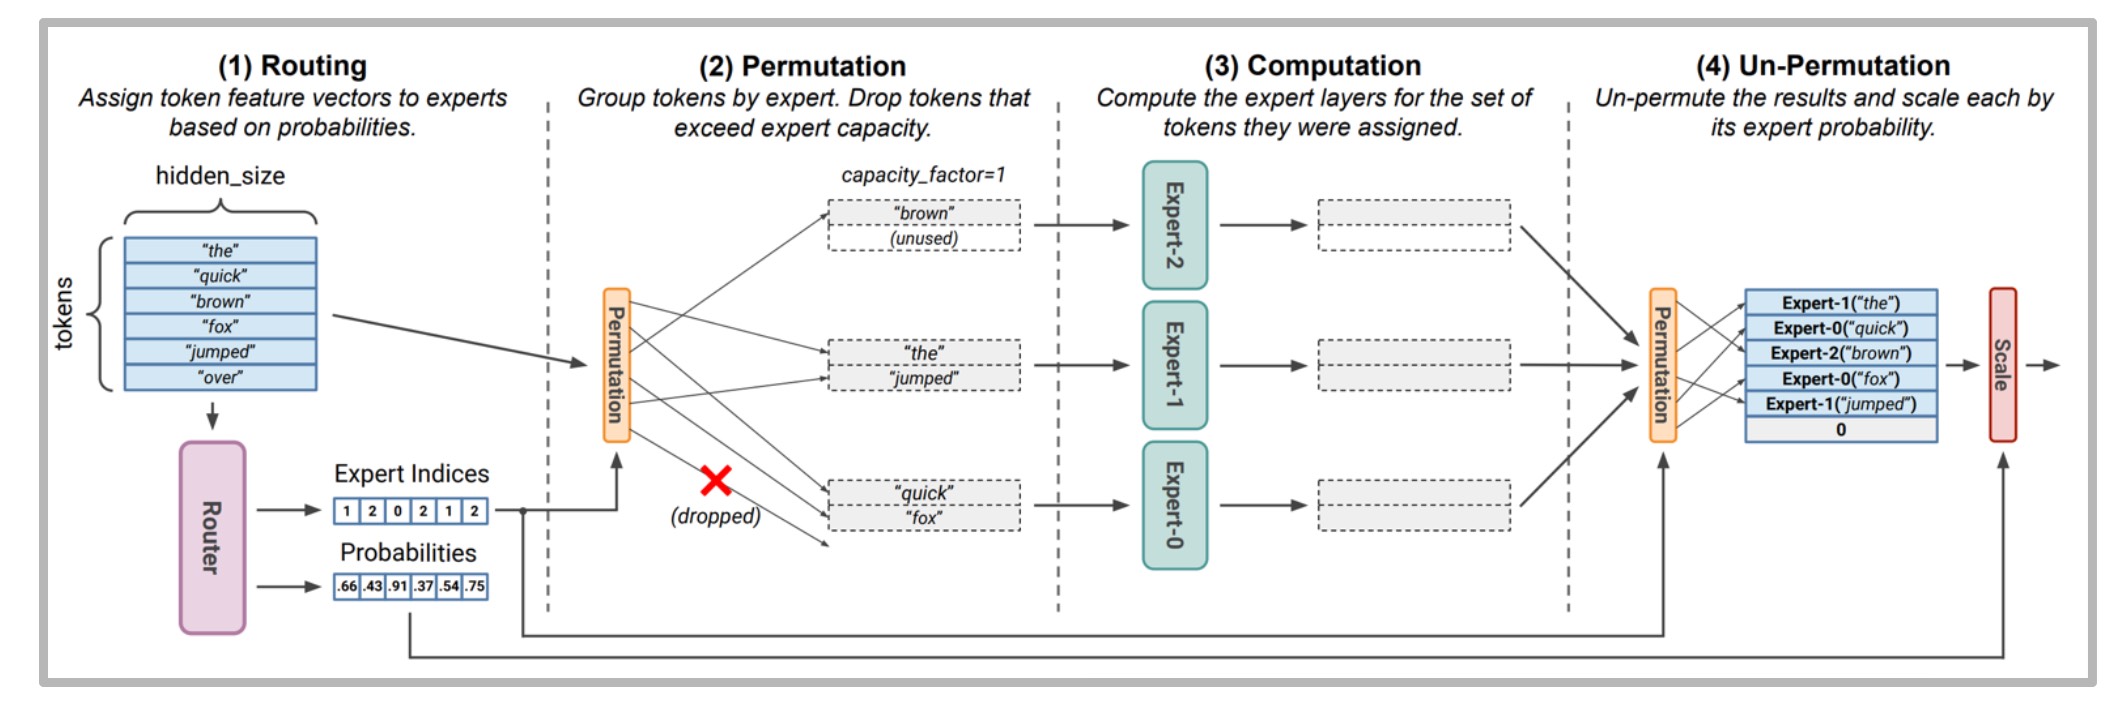 (1) Routing
Assign token feature vectors to experts
based on probabilities.
hidden_size
tokens
“the”
“quick”
“brown”
“fox”
“jumped”
“over”
Router
Expert Indices
1 2 0 2 1 2
Probabilities
.66 .43 .91 .37 .54 .75
(2) Permutation
Group tokens by expert. Drop tokens that
exceed expert capacity.
capacity_factor=1
Permutation
“brown”
(unused)
“the”
“jumped”
“quick”
“fox”
(dropped)
(3) Computation
Compute the expert layers for the set of
tokens they were assigned.
Expert-2
Expert-1
Expert-0
(4) Un-Permutation
Un-permute the results and scale each by
its expert probability.
Permutation
Expert-1(“the”)
Expert-0(“quick”)
Expert-2(“brown”)
Expert-0(“fox”)
Expert-1(“jumped”)
0
Scale